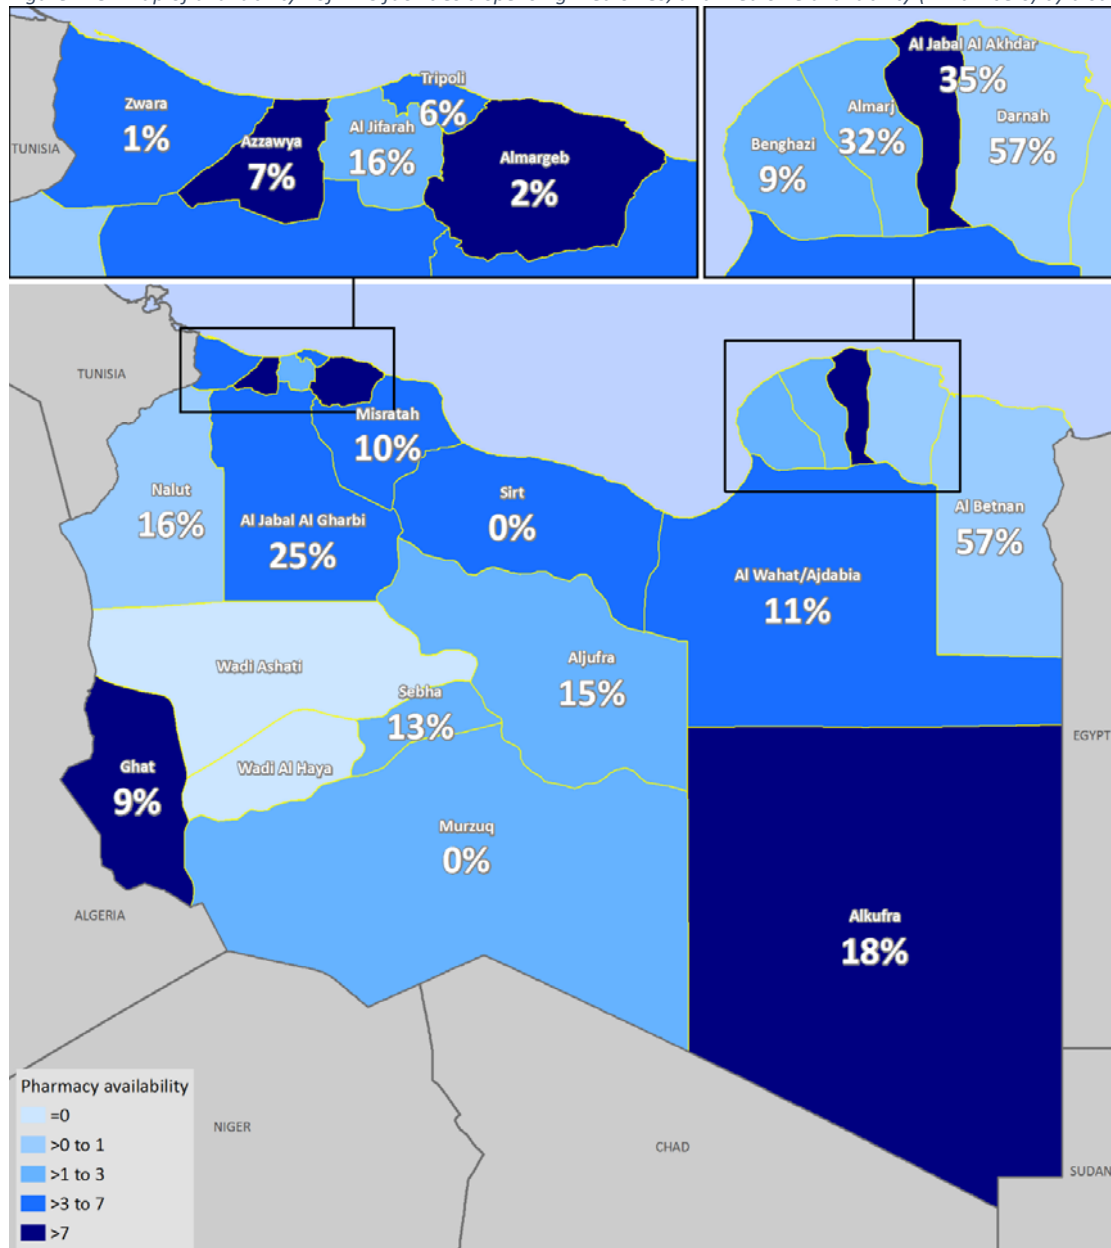 Zwara
1%
TUNISIA
Azzawya
7%
Al Jifarah
16%
Tripoli
6%
Almargeb
2%
Al Jabal Al Akhdar
35%
Almarj
32%
Darnah
57%
Benghazi
9%
TUNISIA
Misratah
10%
Nalut
16%
Al Jabal Al Gharbi
25%
Sirt
0%
Al Betnan
57%
Al Wahat/Ajdabia
11%
Wadi Ashati
Aljufra
15%
Sebha
13%
EGYPT
Ghat
9%
Wadi Al Haya
Murzuq
0%
ALGERIA
Alkufra
18%
Pharmacy availability
=0
>0 to 1
>1 to 3
>3 to 7
>7
NIGER
CHAD
SUDAN